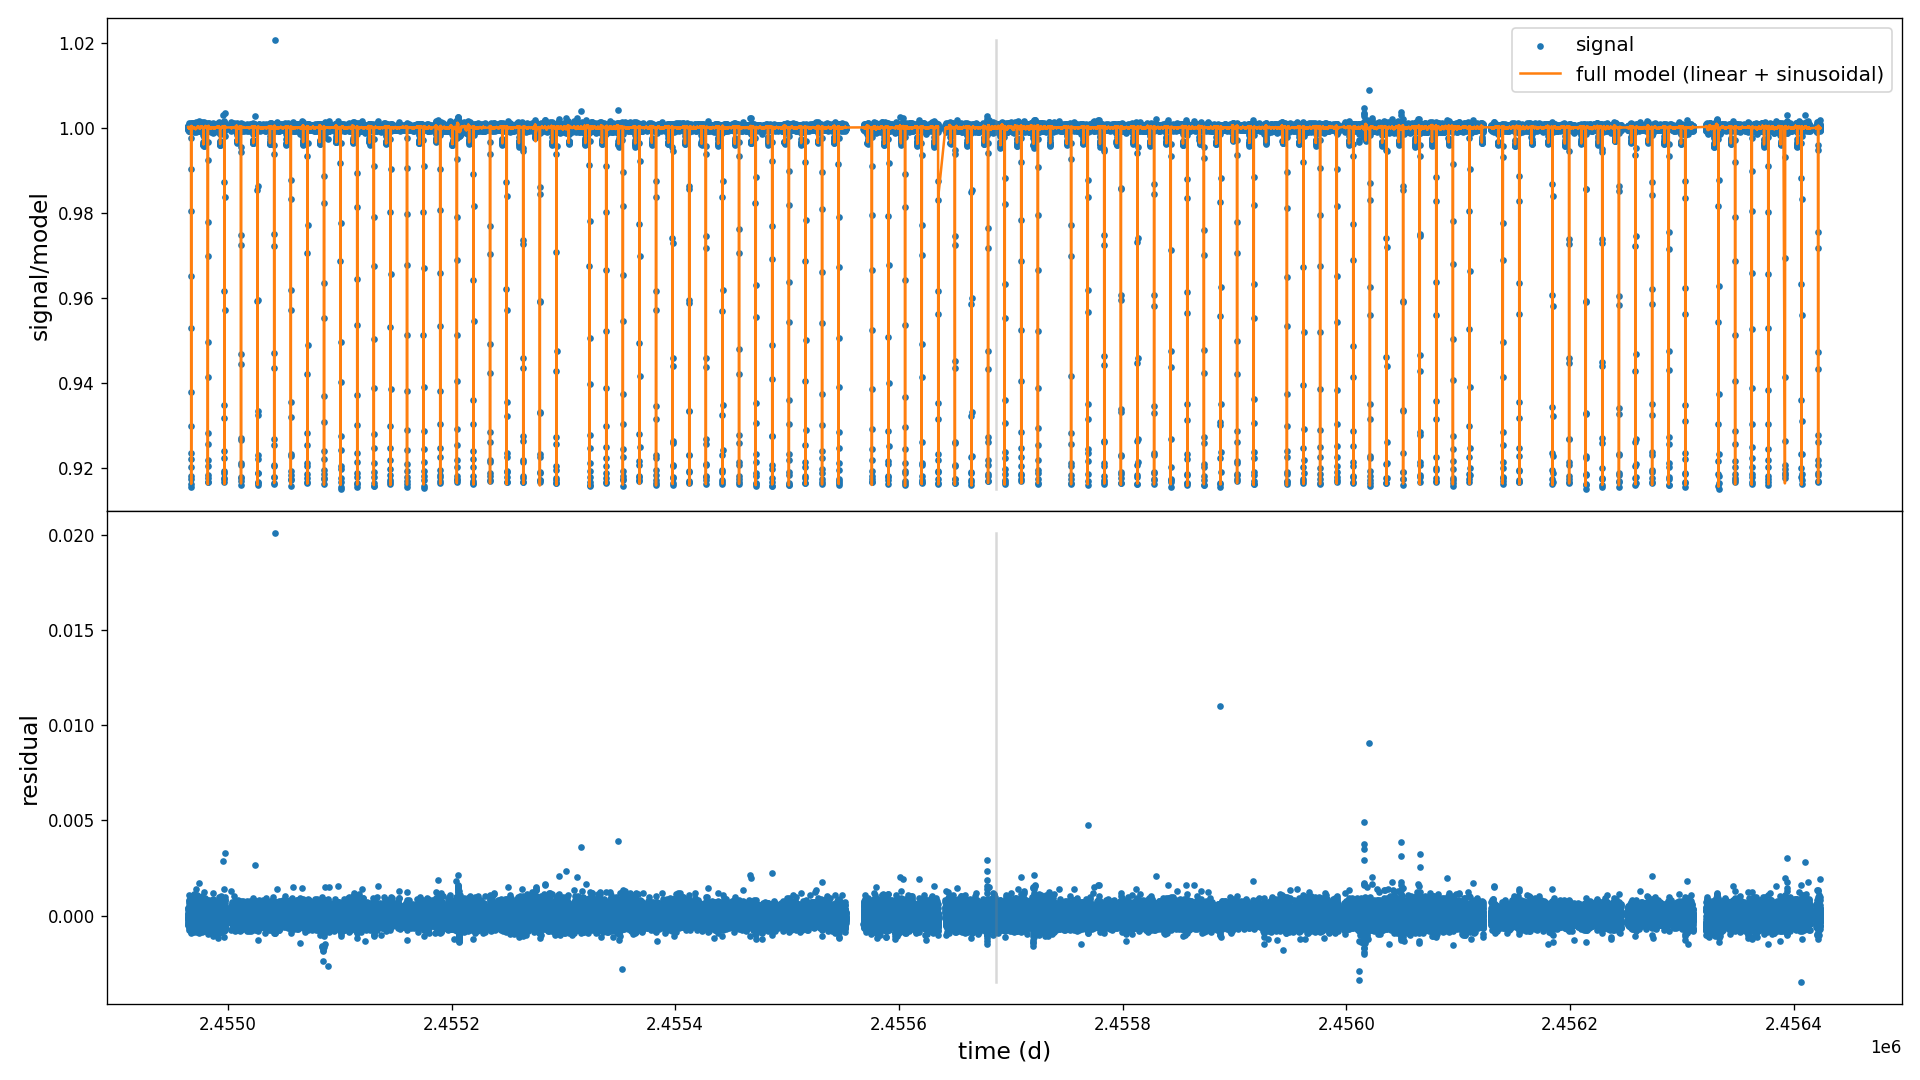 signal/model
1.02
1.00
0.98
0.96
0.94
0.92
signal
full model (linear + sinusoidal)
residual
0.020
0.015
0.010
0.005
0.000
2.4550 2.4552 2.4554 2.4556 2.4558 2.4560 2.4562 2.4564
1e6
time (d)